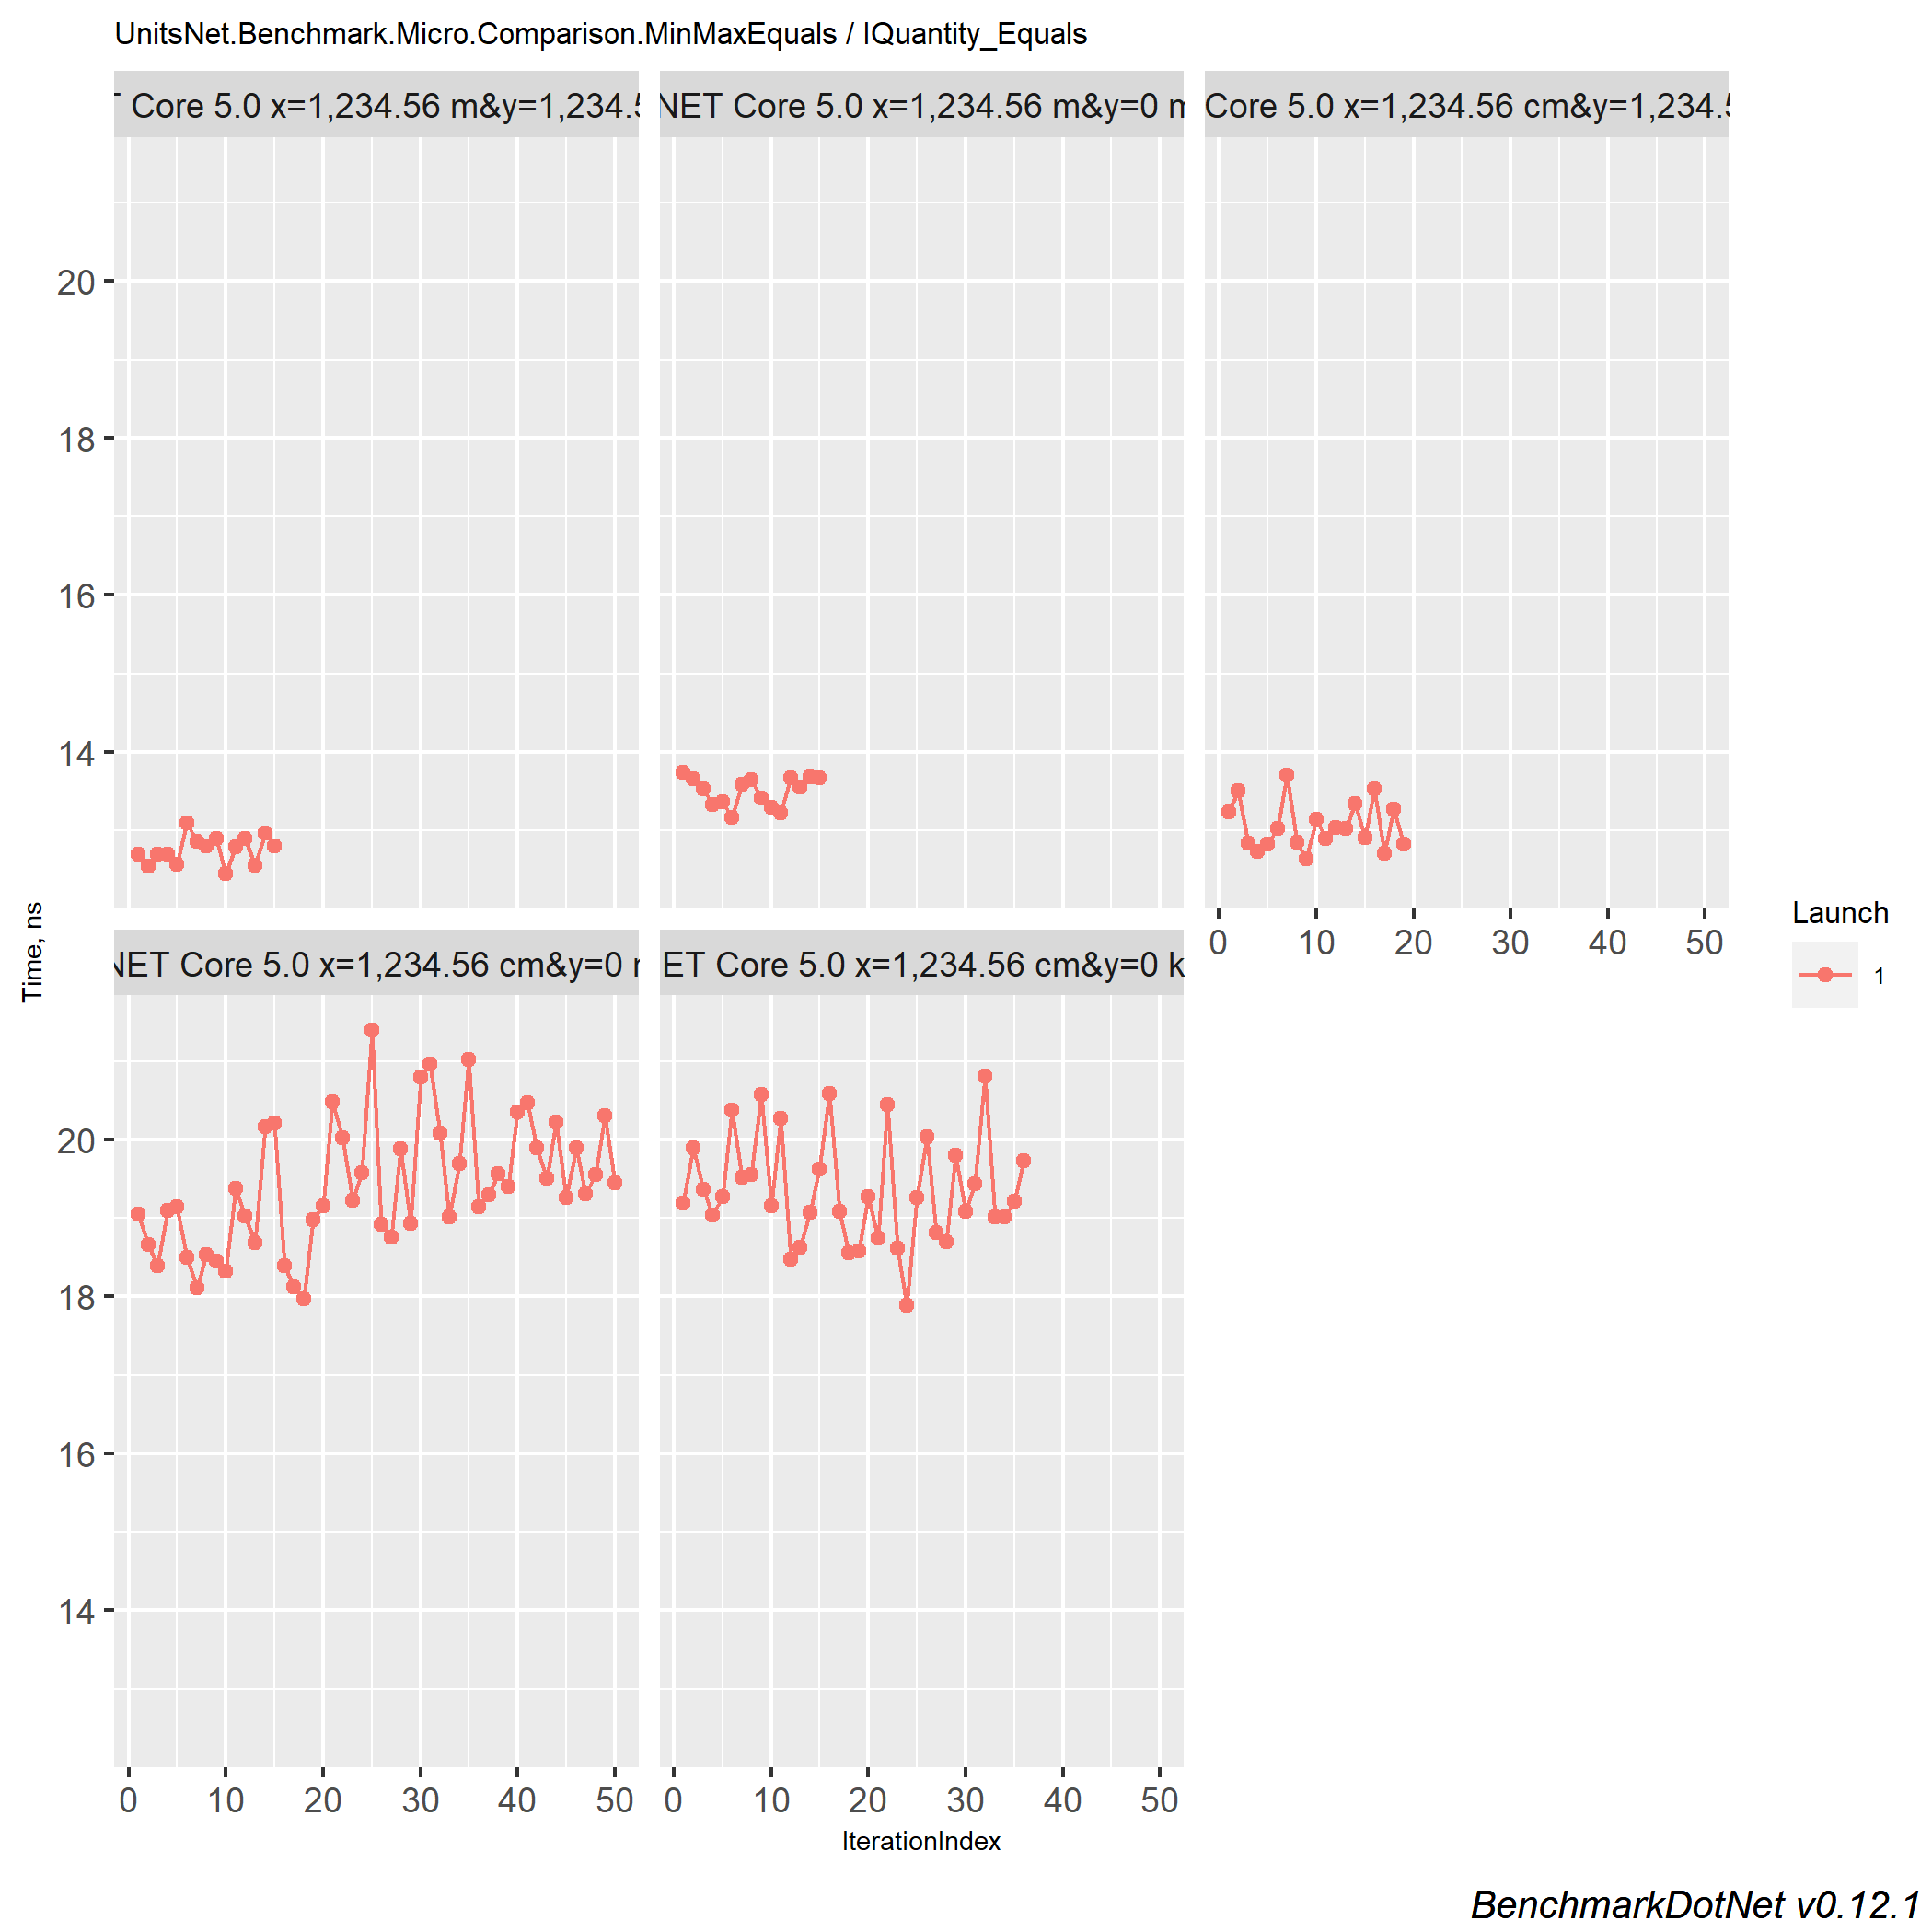 UnitsNet.Benchmark.Micro.Comparison.MinMaxEquals / IQuantity_Equals
Core 5.0 x=1,234.56 m&y=1,234.5
NET Core 5.0 x=1,234.56 m&y=0 m
Core 5.0 x=1,234.56 cm&y=1,234.5
20
18
16
14
0 10 20 30 40 50
Time, ns
Launch
1
NET Core 5.0 x=1,234.56 cm&y=0
ET Core 5.0 x=1,234.56 cm&y=0 k
20
18
16
14
0 10 20 30 40 50
0 10 20 30 40 50
IterationIndex
BenchmarkDotNet v0.12.1